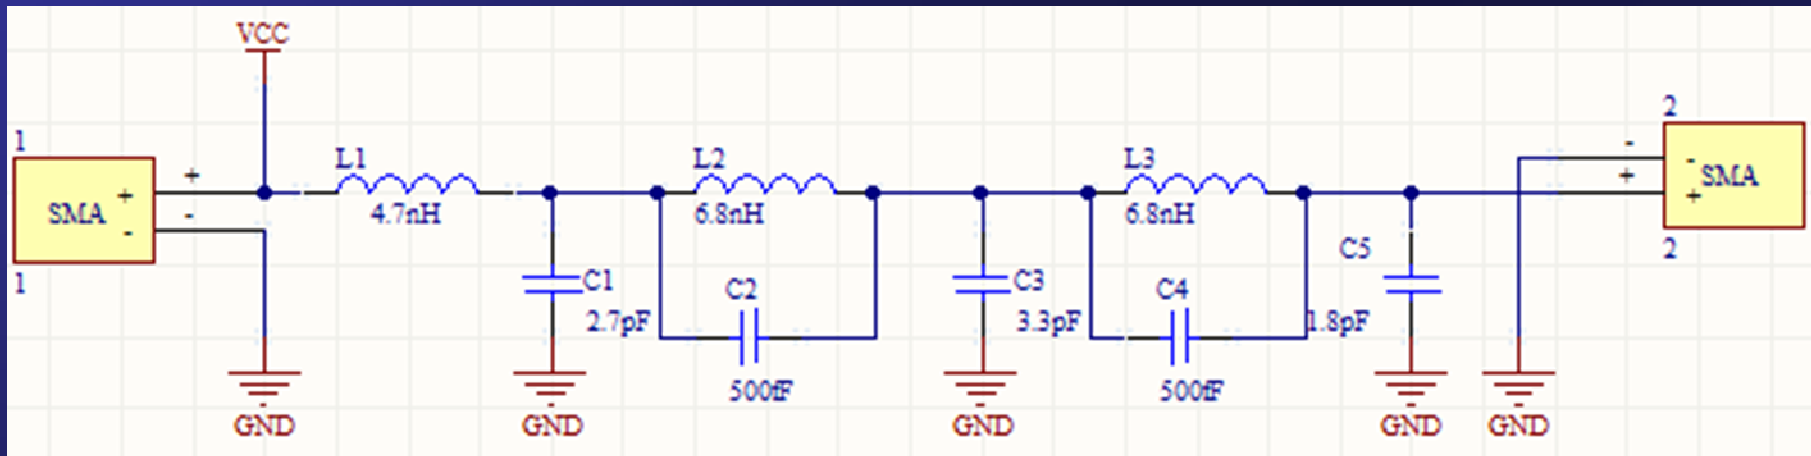 VCC
1
SMA
+
-
+
-
1
GND
L1
4.7nH
C1
2.7pF
GND
L2
6.8nH
C2
500fF
C3
3.3pF
GND
L3
6.8nH
C4
500fF
C5
1.8pF
GND
GND
2
-
+
-
SMA
+
2